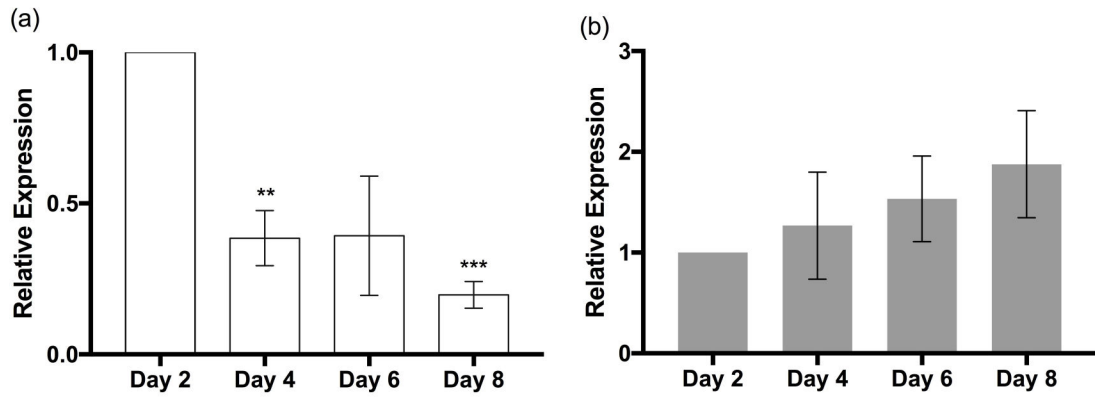 (a)
Relative Expression
1.0
0.5
0.0
**
***
Day 2 Day 4 Day 6 Day 8
(b)
Relative Expression
3
2
1
0
Day 2 Day 4 Day 6 Day 8